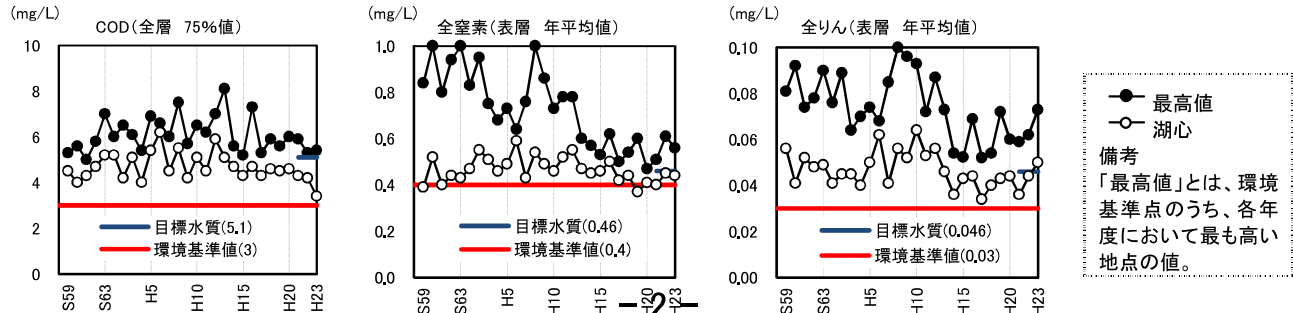 (mg/L)
COD(全層 75%値)
10
8
6
4
2
0
目標水質(5.1)
環境基準値(3)
S59
S63
H5
H10
H15
H20
H23
(mg/L)
全窒素(表層 年平均値)
1.0
0.8
0.6
0.4
0.2
0.0
目標水質(0.46)
環境基準値(0.4)
S59
S63
H5
H10
H15
H20
H23
(mg/L)
全りん(表層 年平均値)
0.10
0.08
0.06
0.04
0.02
0.00
目標水質(0.046)
環境基準値(0.03)
S59
S63
H5
H10
H15
H20
H23
最高値
湖心
備考
「最高値」とは、環境
基準点のうち、各年
度において最も高い
地点の値。
－2－